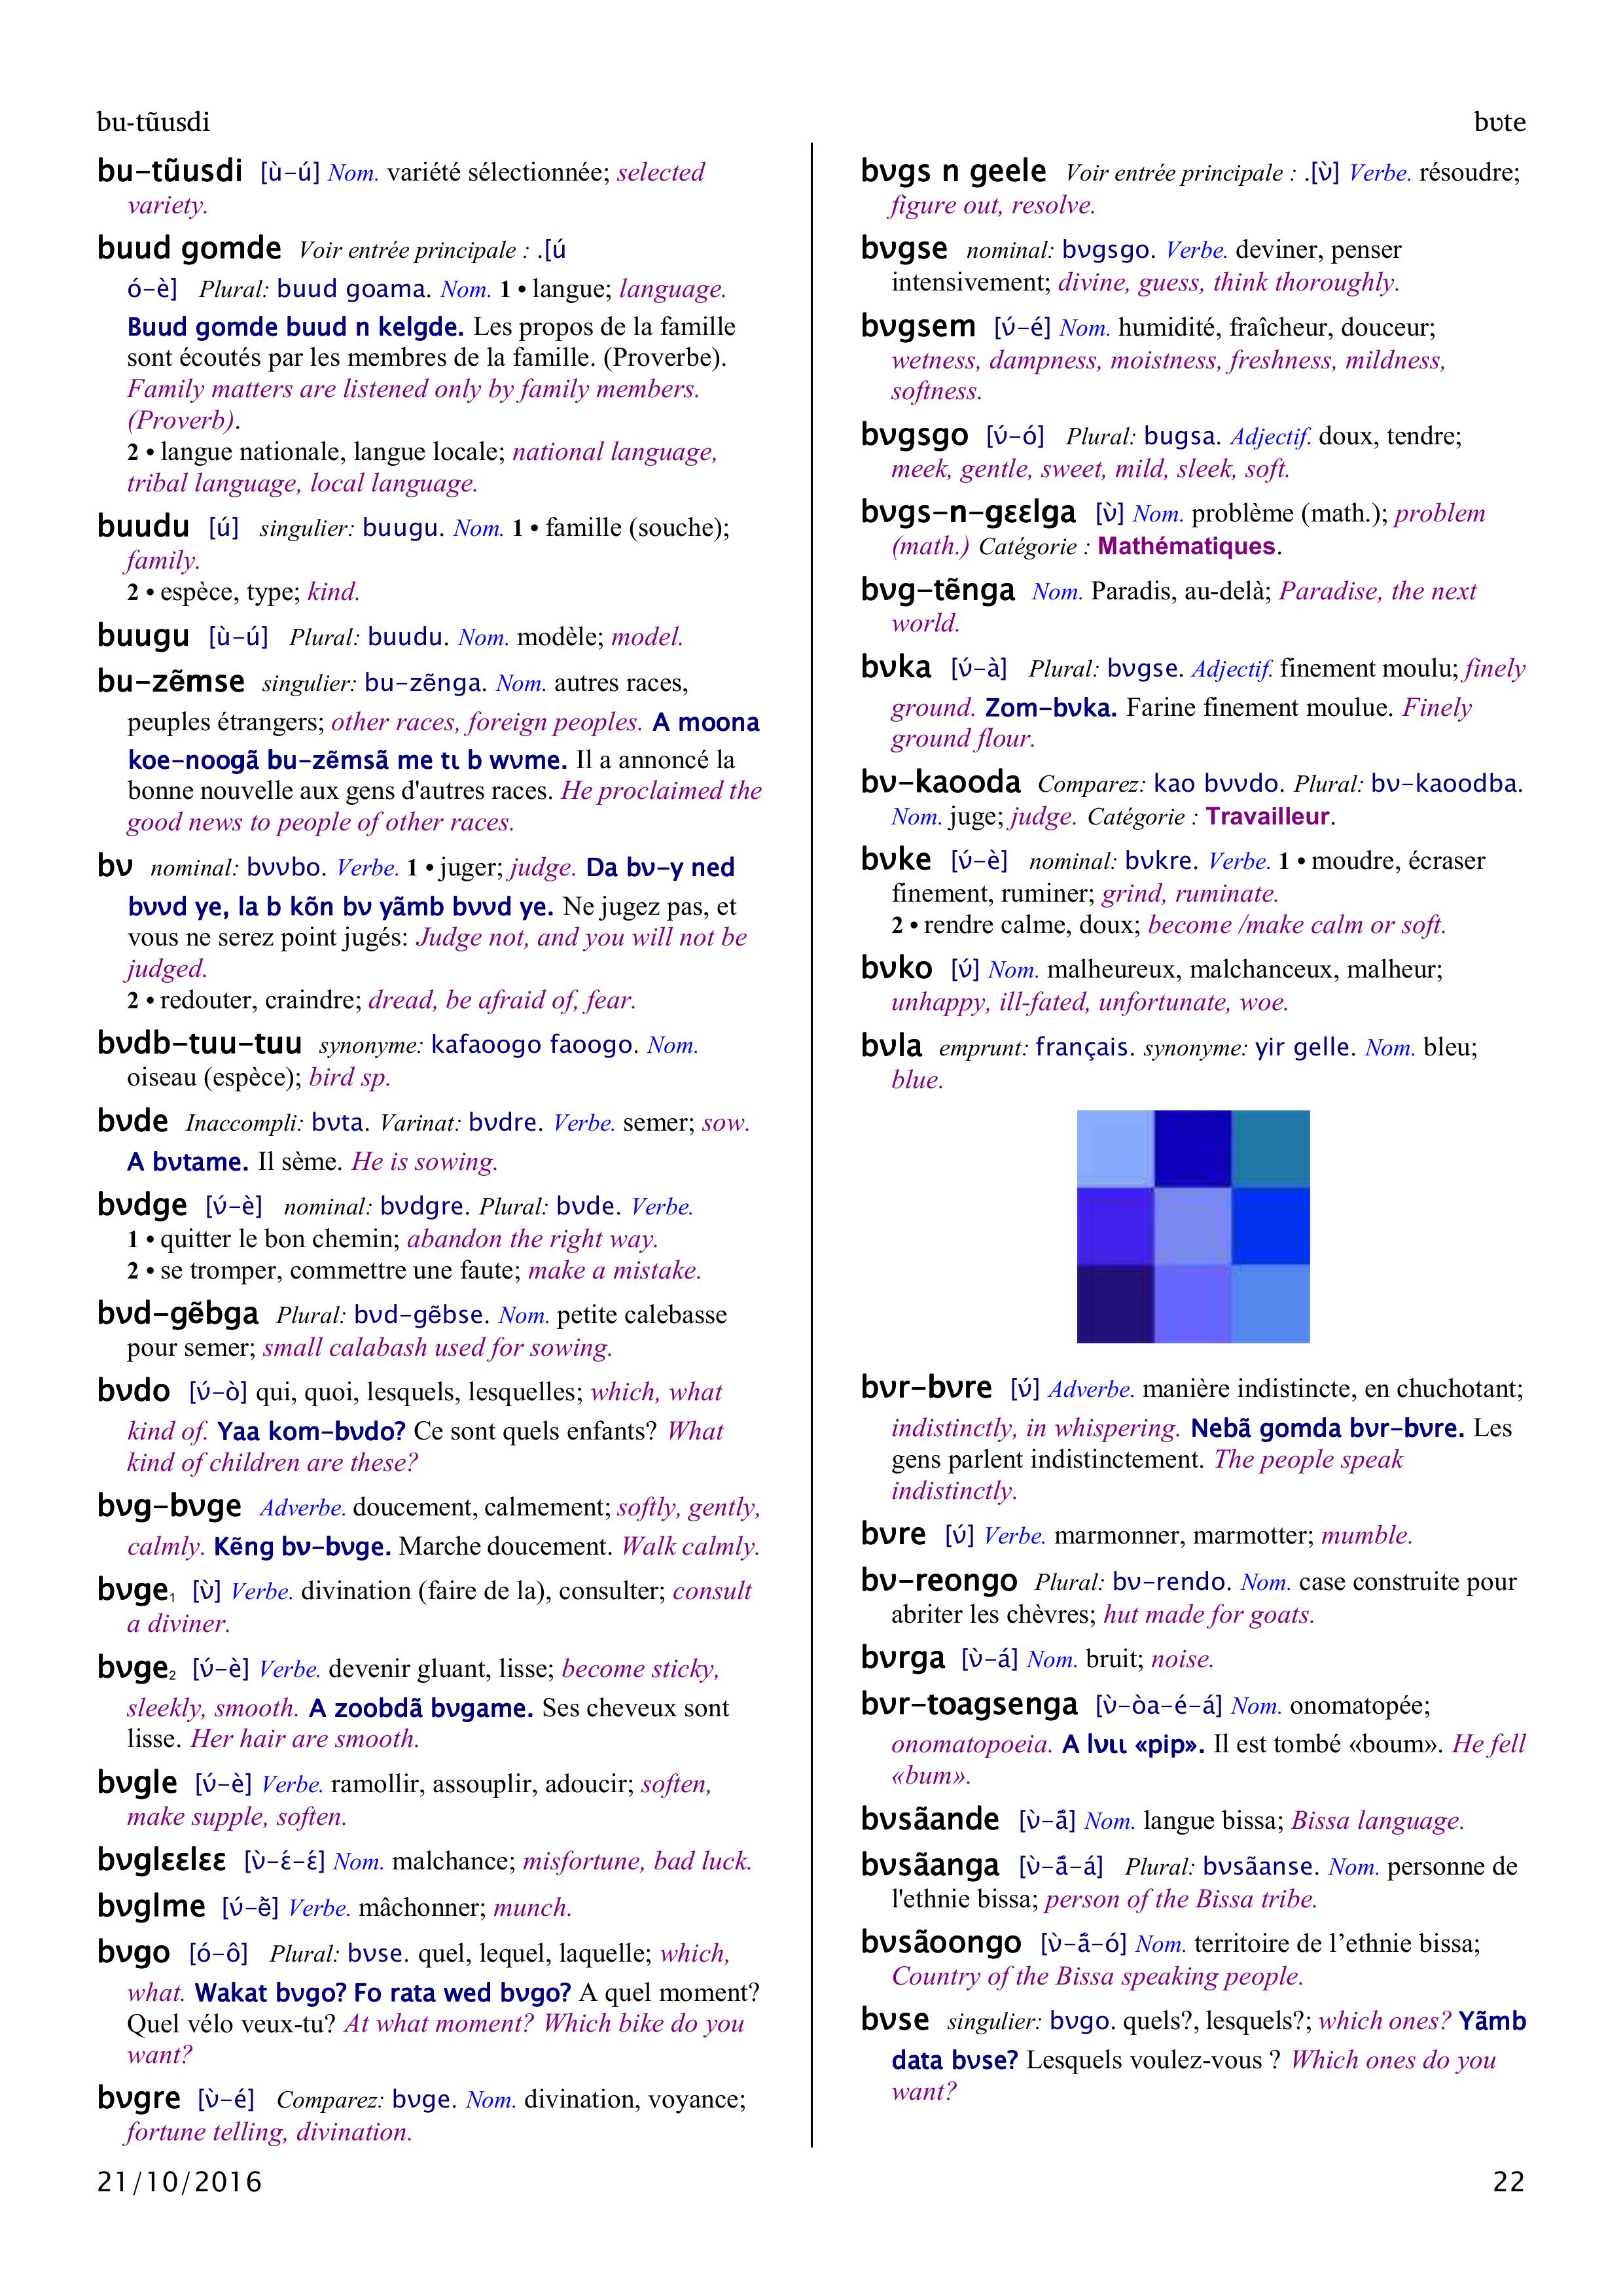 bu-tũusdi
bʋte
bu-tũusdi [ù-ú] Nom. variété sélectionnée; selected
variety.
buud gomde Voir entrée principale : .[ú
ó-è] Plural: buud goama. Nom. 1 • langue; language.
Buud gomde buud n kelgde. Les propos de la famille
sont écoutés par les membres de la famille. (Proverbe).
Family matters are listened only by family members.
(Proverb).
2 • langue nationale, langue locale; national language,
tribal language, local language.
buudu [ú] singulier: buugu. Nom. 1 • famille (souche);
family.
2 • espèce, type; kind.
buugu [ù-ú] Plural: buudu. Nom. modèle; model.
bu-zẽmse singulier: bu-zẽnga. Nom. autres races,
peuples étrangers; other races, foreign peoples. A moona
koe-noogã bu-zẽmsã me tɩ b wʋme. Il a annoncé la
bonne nouvelle aux gens d'autres races. He proclaimed the
good news to people of other races.
bʋ nominal: bʋʋbo. Verbe. 1 • juger; judge. Da bʋ-y ned
bʋʋd ye, la b kõn bʋ yãmb bʋʋd ye. Ne jugez pas, et
vous ne serez point jugés: Judge not, and you will not be
judged.
2 • redouter, craindre; dread, be afraid of, fear.
bʋdb-tuu-tuu synonyme: kafaoogo faoogo. Nom.
oiseau (espèce); bird sp.
bʋde Inaccompli: bʋta. Varinat: bʋdre. Verbe. semer; sow.
A bʋtame. Il sème. He is sowing.
bʋdge [ʋ́-è] nominal: bʋdgre. Plural: bʋde. Verbe.
1 • quitter le bon chemin; abandon the right way.
2 • se tromper, commettre une faute; make a mistake.
bʋd-gẽbga Plural: bʋd-gẽbse. Nom. petite calebasse
pour semer; small calabash used for sowing.
bʋdo [ʋ́-ò] qui, quoi, lesquels, lesquelles; which, what
kind of. Yaa kom-bʋdo? Ce sont quels enfants? What
kind of children are these?
bʋg-bʋge Adverbe. doucement, calmement; softly, gently,
calmly. Kẽng bʋ-bʋge. Marche doucement. Walk calmly.
bʋge₁ [ʋ̀] Verbe. divination (faire de la), consulter; consult
a diviner.
bʋge₂ [ʋ́-è] Verbe. devenir gluant, lisse; become sticky,
sleekly, smooth. A zoobdã bʋgame. Ses cheveux sont
lisse. Her hair are smooth.
bʋgle [ʋ́-è] Verbe. ramollir, assouplir, adoucir; soften,
make supple, soften.
bʋglɛɛlɛɛ [ʋ̀-ɛ́-ɛ́] Nom. malchance; misfortune, bad luck.
bʋglme [ʋ́-ẽ̀] Verbe. mâchonner; munch.
bʋgo [ó-ô] Plural: bʋse. quel, lequel, laquelle; which,
what. Wakat bʋgo? Fo rata wed bʋgo? A quel moment?
Quel vélo veux-tu? At what moment? Which bike do you
want?
bʋgre [ʋ̀-é] Comparez: bʋge. Nom. divination, voyance;
fortune telling, divination.
bʋgs n geele Voir entrée principale : .[ʋ̀] Verbe. résoudre;
figure out, resolve.
bʋgse nominal: bʋgsgo. Verbe. deviner, penser
intensivement; divine, guess, think thoroughly.
bʋgsem [ʋ́-é] Nom. humidité, fraîcheur, douceur;
wetness, dampness, moistness, freshness, mildness,
softness.
bʋgsgo [ʋ́-ó] Plural: bugsa. Adjectif. doux, tendre;
meek, gentle, sweet, mild, sleek, soft.
bʋgs-n-gɛɛlga [ʋ̀] Nom. problème (math.); problem
(math.) Catégorie : Mathématiques.
bʋg-tẽnga Nom. Paradis, au-delà; Paradise, the next
world.
bʋka [ʋ́-à] Plural: bʋgse. Adjectif. finement moulu; finely
ground. Zom-bʋka. Farine finement moulue. Finely
ground flour.
bʋ-kaooda Comparez: kao bʋʋdo. Plural: bʋ-kaoodba.
Nom. juge; judge. Catégorie : Travailleur.
bʋke [ʋ́-è] nominal: bʋkre. Verbe. 1 • moudre, écraser
finement, ruminer; grind, ruminate.
2 • rendre calme, doux; become /make calm or soft.
bʋko [ʋ́] Nom. malheureux, malchanceux, malheur;
unhappy, ill-fated, unfortunate, woe.
bʋla emprunt: français. synonyme: yir gelle. Nom. bleu;
blue.
bʋr-bʋre [ʋ́] Adverbe. manière indistincte, en chuchotant;
indistinctly, in whispering. Nebã gomda bʋr-bʋre. Les
gens parlent indistinctement. The people speak
indistinctly.
bʋre [ʋ́] Verbe. marmonner, marmotter; mumble.
bʋ-reongo Plural: bʋ-rendo. Nom. case construite pour
abriter les chèvres; hut made for goats.
bʋrga [ʋ̀-á] Nom. bruit; noise.
bʋr-toagsenga [ʋ̀-òa-é-á] Nom. onomatopée;
onomatopoeia. A lʋɩɩ «pip». Il est tombé «boum». He fell
«bum».
bʋsãande [ʋ̀-ã́] Nom. langue bissa; Bissa language.
bʋsãanga [ʋ̀-ã́-á] Plural: bʋsãanse. Nom. personne de
l'ethnie bissa; person of the Bissa tribe.
bʋsãoongo [ʋ̀-ã́-ó] Nom. territoire de l’ethnie bissa;
Country of the Bissa speaking people.
bʋse singulier: bʋgo. quels?, lesquels?; which ones? Yãmb
data bʋse? Lesquels voulez-vous ? Which ones do you
want?
21/10/2016
22